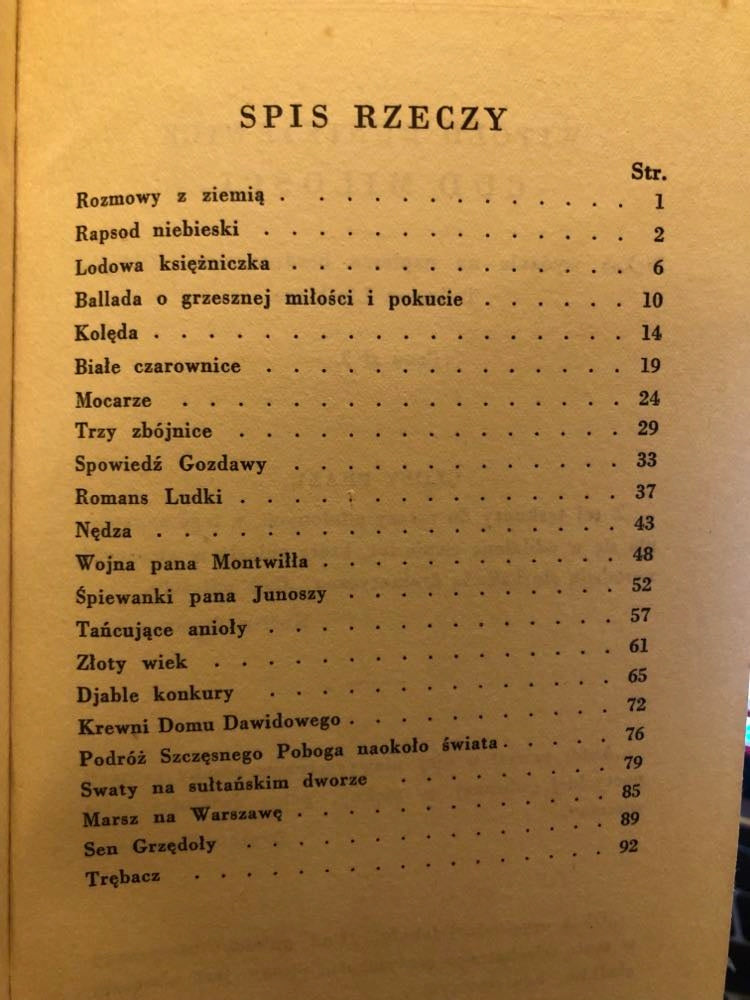 SPIS RZECZY
Str.
Rozmowy z ziemią . . . . . . . . . . . . . 1
Rapsod niebieski . . . . . . . . . . . . . . 2
Lodowa księżniczka . . . . . . . . . . . . . 6
Ballada o grzesznej miłości i pokucie . . . . . . 10
Kolęda . . . . . . . . . . . . . . . . . . 14
Białe czarownice . . . . . . . . . . . . . . 19
Mocarze . . . . . . . . . . . . . . . . . 24
Trzy zbójnice . . . . . . . . . . . . . . . 29
Spowiedź Gozdawy . . . . . . . . . . . . . 33
Romans Ludki . . . . . . . . . . . . . . . 37
Nędza . . . . . . . . . . . . . . . . . . 43
Wojna pana Montwiłła . . . . . . . . . . . . 48
Śpiewanki pana Junoszy . . . . . . . . . . . 52
Tańcujące anioły . . . . . . . . . . . . . . 57
Złoty wiek . . . . . . . . . . . . . . . . 61
Djable konkury . . . . . . . . . . . . . . 65
Krewni Domu Dawidowego . . . . . . . . . . 72
Podróż Szczęsnego Poboga naokoło świata . . . . . 76
Swaty na sułtańskim dworze . . . . . . . . . 79
Marsz na Warszawę . . . . . . . . . . . . . 85
Sen Grzędoły . . . . . . . . . . . . . . . 89
Trębacz . . . . . . . . . . . . . . . . . 92